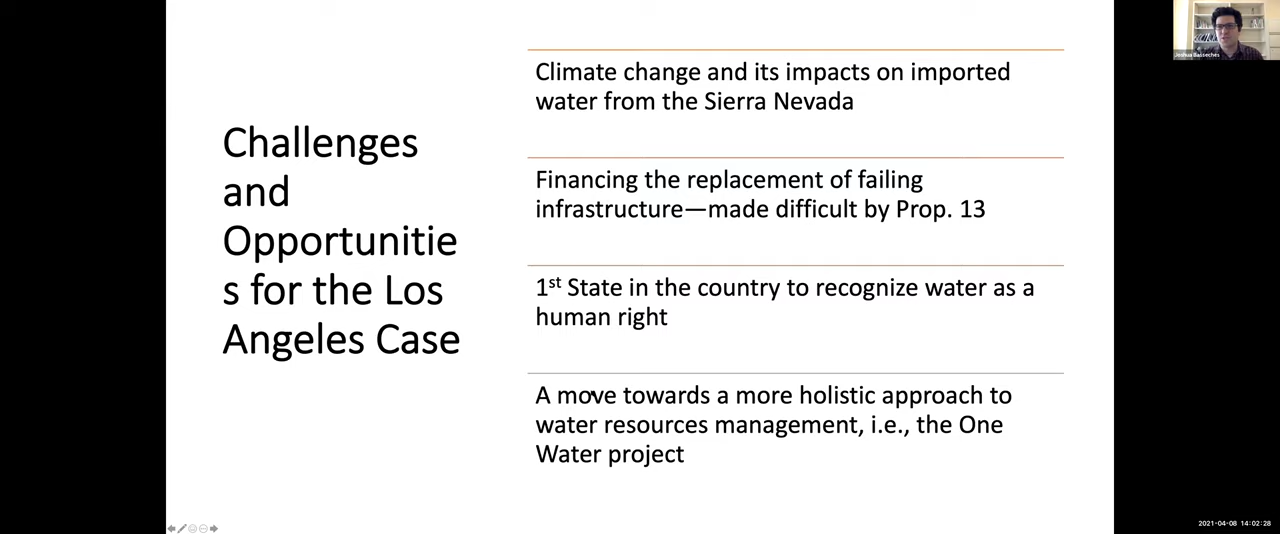 Challenges
and
Opportunitie
s for the Los
Angeles Case
Climate change and its impacts on imported
water from the Sierra Nevada
Financing the replacement of failing
infrastructure—made difficult by Prop. 13
1st State in the country to recognize water as a
human right
A move towards a more holistic approach to
water resources management, i.e., the One
Water project
Joshua Basseches
2021-04-08 14:02:28